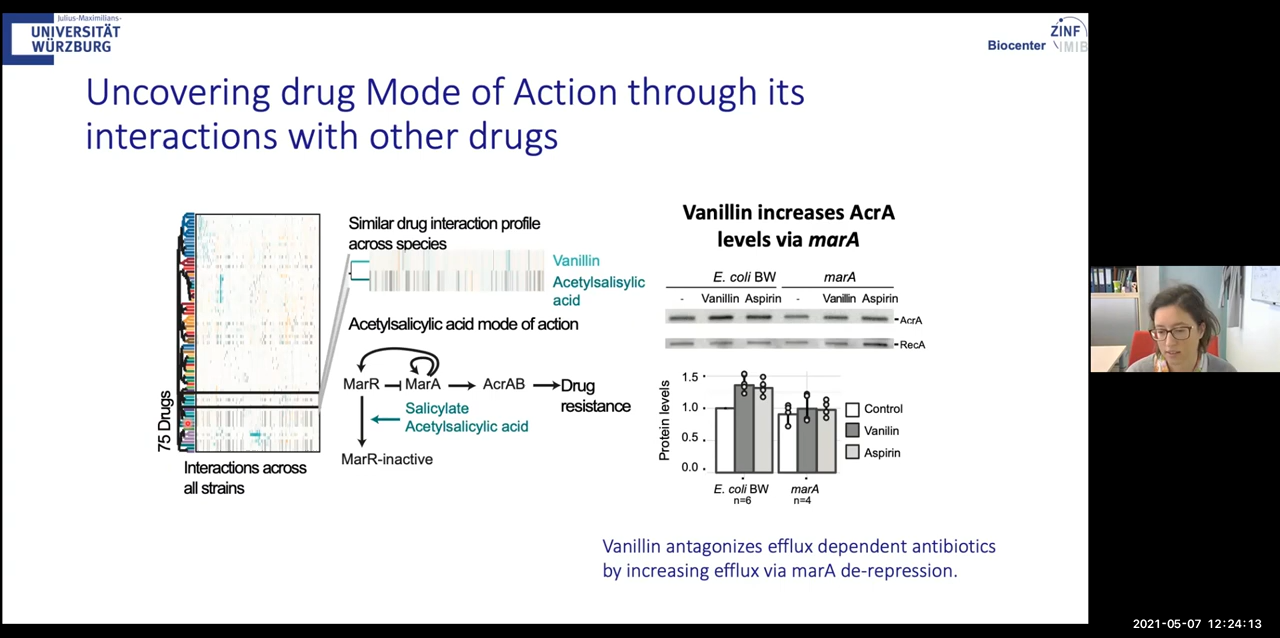 Julius-Maximilians-
UNIVERSITÄT
WÜRZBURG
ZINF
Biocenter
IMIB
Uncovering drug Mode of Action through its
interactions with other drugs
75 Drugs
Interactions across
all strains
Similar drug interaction profile
across species
Vanillin
Acetylsalisylic
acid
Acetylsalicylic acid mode of action
MarR
MarA
AcrAB
Drug
resistance
Salicylate
Acetylsalicylic acid
MarR-inactive
Vanillin increases AcrA
levels via marA
E. coli BW
marA
- Vanillin Aspirin - Vanillin Aspirin
AcrA
RecA
Protein levels
1.5
1.0
0.5
0.0
E. coli BW
n=6
marA
n=4
Control
Vanilin
Aspirin
Vanillin antagonizes efflux dependent antibiotics
by increasing efflux via marA de-repression.
2021-05-07 12:24:13